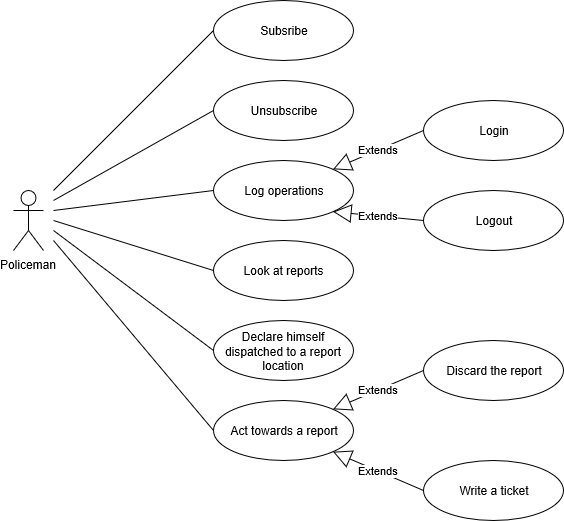 Subsribe
Unsubscribe
Login
Extends
Log operations
Extends
Logout
Policeman
Look at reports
Declare himself
dispatched to a report
location
Discard the report
Extends
Act towards a report
Extends
Write a ticket